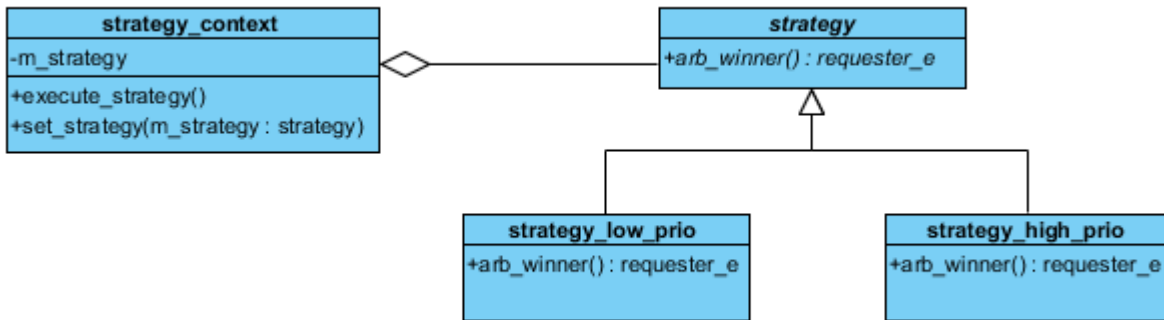 strategy_context
-m_strategy
+execute_strategy()
+set_strategy(m_strategy : strategy)
strategy
+arb_winner() : requester_e
strategy_low_prio
+arb_winner() : requester_e
strategy_high_prio
+arb_winner() : requester_e